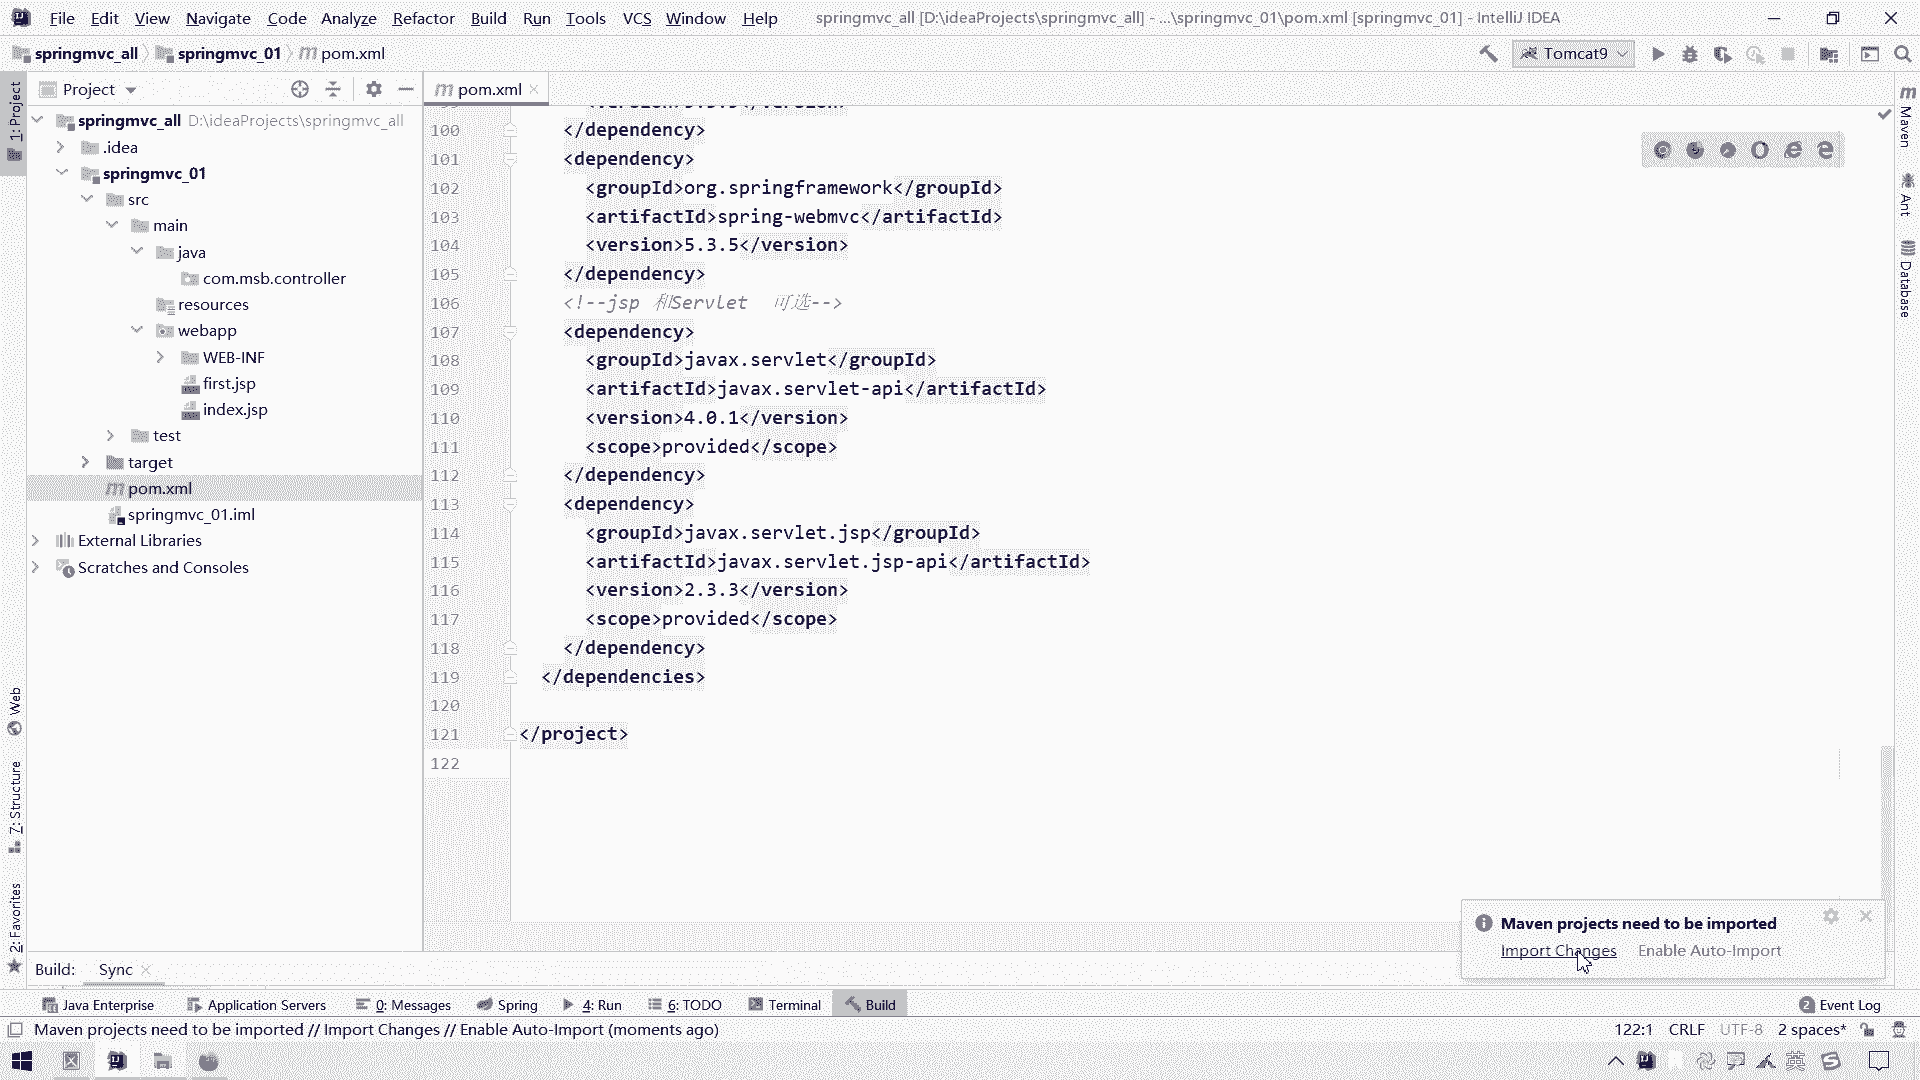 File Edit View Navigate Code Analyze Refactor Build Run Tools VCS Window Help springmvc_all [D:\ideaProjects\springmvc_all] - ...\springmvc_01\pom.xml [springmvc_01] - IntelliJ IDEA
springmvc_all springmvc_01 pom.xml Tomcat9
Project
pom.xml
1: Project
springmvc_all D:\ideaProjects\springmvc_all
.idea
springmvc_01
src
main
java
com.msb.controller
resources
webapp
WEB-INF
first.jsp
index.jsp
test
target
pom.xml
springmvc_01.iml
External Libraries
Scratches and Consoles
Web
7: Structure
2: Favorites
100 </dependency>
101 <dependency>
102 <groupId>org.springframework</groupId>
103 <artifactId>spring-webmvc</artifactId>
104 <version>5.3.5</version>
105 </dependency>
106 <!--jsp 和Servlet 可选-->
107 <dependency>
108 <groupId>javax.servlet</groupId>
109 <artifactId>javax.servlet-api</artifactId>
110 <version>4.0.1</version>
111 <scope>provided</scope>
112 </dependency>
113 <dependency>
114 <groupId>javax.servlet.jsp</groupId>
115 <artifactId>javax.servlet.jsp-api</artifactId>
116 <version>2.3.3</version>
117 <scope>provided</scope>
118 </dependency>
119 </dependencies>
120
121 </project>
122
Maven
Ant
Database
Maven projects need to be imported
Import Changes Enable Auto-Import
Build: Sync
Java Enterprise Application Servers 0: Messages Spring 4: Run 6: TODO Terminal Build 2 Event Log
Maven projects need to be imported // Import Changes // Enable Auto-Import (moments ago) 122:1 CRLF UTF-8 2 spaces*
英